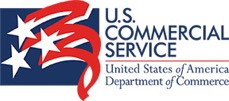 U.S.
COMMERCIAL
SERVICE
United States of America
Department of Commerce